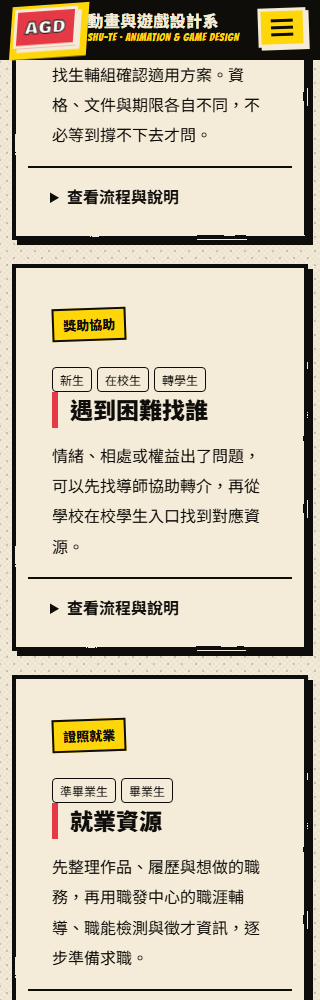 AGD
動畫與遊戲設計系
SHU-TE · ANIMATION & GAME DESIGN
找生輔組確認適用方案。資
格、文件與期限各自不同，不
必等到撐不下去才問。
▶ 查看流程與說明
獎助協助
新生 在校生 轉學生
遇到困難找誰
情緒、相處或權益出了問題，
可以先找導師協助轉介，再從
學校在校學生入口找到對應資
源。
▶ 查看流程與說明
證照就業
準畢業生 畢業生
就業資源
先整理作品、履歷與想做的職
務，再用職發中心的職涯輔
導、職能檢測與徵才資訊，逐
步準備求職。